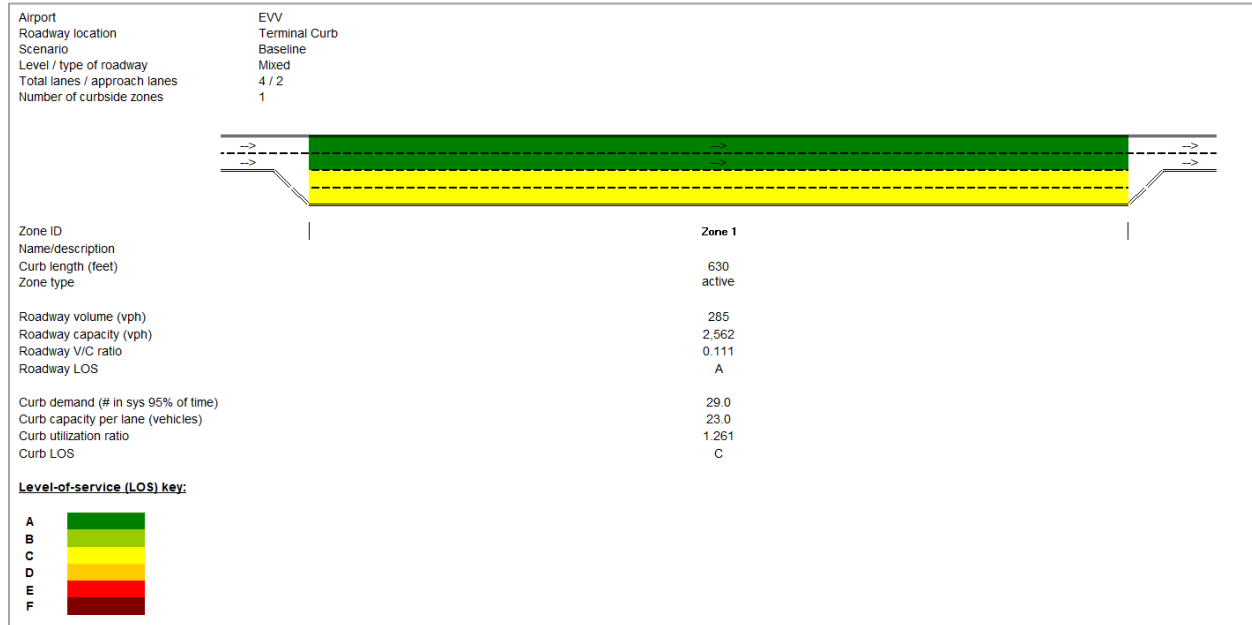 Airport EVV
Roadway location Terminal Curb
Scenario Baseline
Level / type of roadway Mixed
Total lanes / approach lanes 4 / 2
Number of curbside zones 1
--> --> -->
--> --> -->
Zone ID Zone 1
Name/description
Curb length (feet) 630
Zone type active
Roadway volume (vph) 285
Roadway capacity (vph) 2,562
Roadway V/C ratio 0.111
Roadway LOS A
Curb demand (# in sys 95% of time) 29.0
Curb capacity per lane (vehicles) 23.0
Curb utilization ratio 1.261
Curb LOS C
Level-of-service (LOS) key:
A
B
C
D
E
F